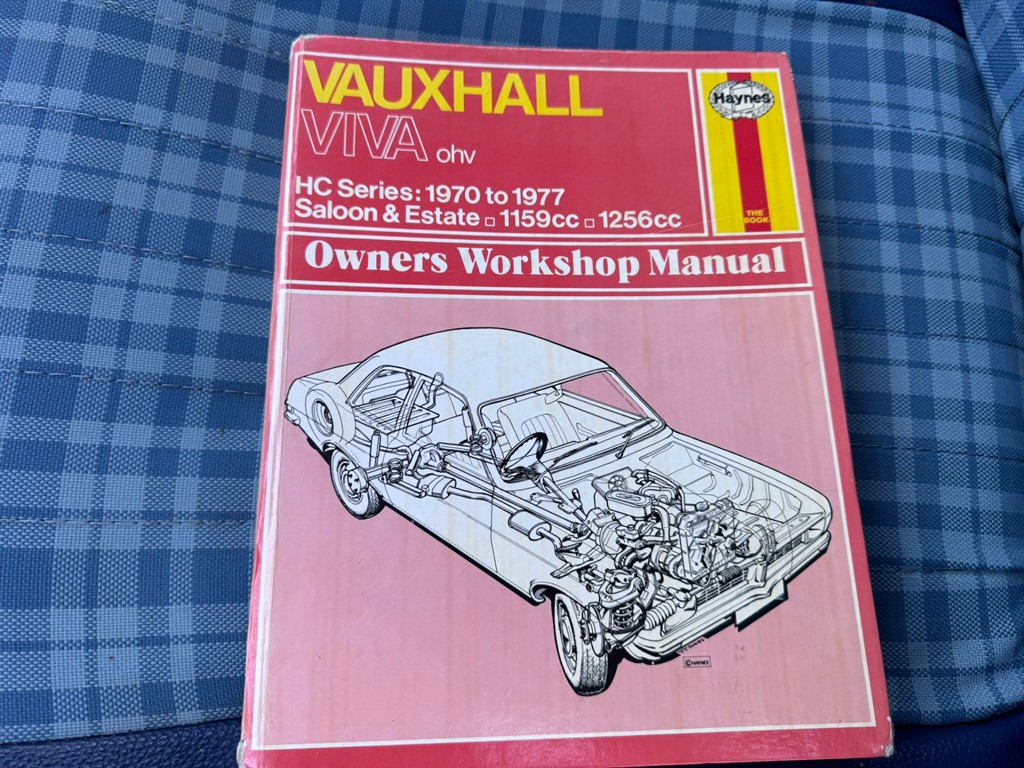 VAUXHALL
VIVA ohv
HC Series: 1970 to 1977
Saloon & Estate ▫ 1159cc ▫ 1256cc
Haynes
THE
BOOK
Owners Workshop Manual
© HAYNES